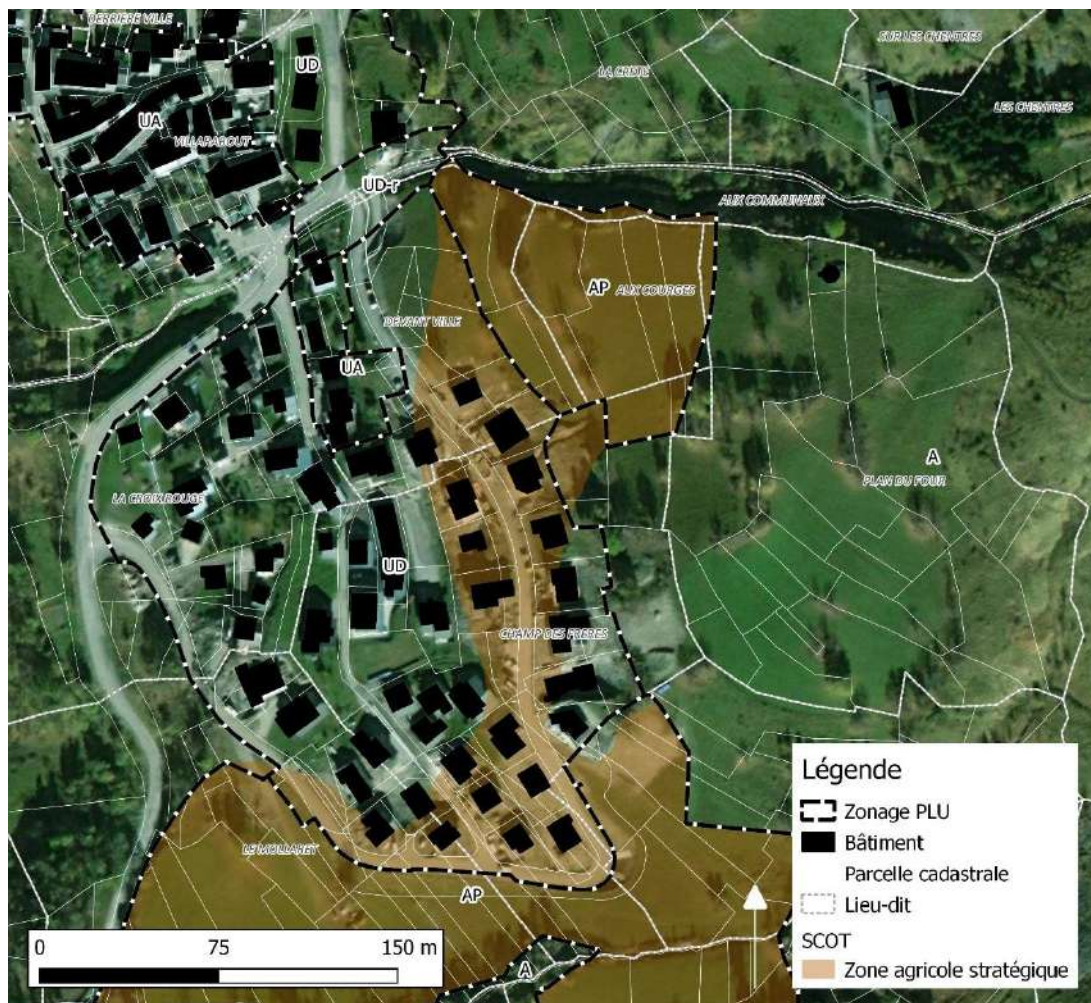 DERRIÈRE VILLE
SUR LES CHENTRES
UD
LA CRETE
LES CHENTRES
UA
VILLARABOUT
UD-r
AUX COMMUNAUX
AP
AUX COURGES
DEVANT VILLE
UA
A
PLAN DU FOUR
LA CROIX ROUGE
UD
CHAMP DES FRERES
LE MOLLARET
AP
A
0 75 150 m
Légende
Zonage PLU
Bâtiment
Parcelle cadastrale
Lieu-dit
SCOT
Zone agricole stratégique